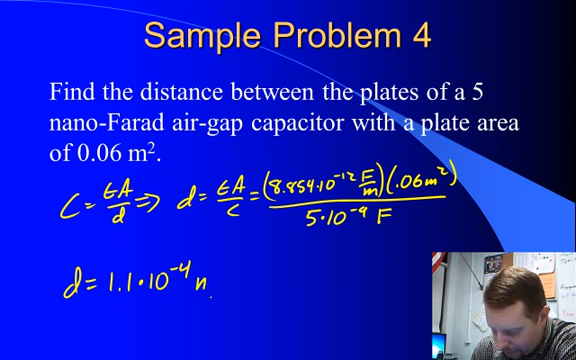 Sample Problem 4
Find the distance between the plates of a 5
nano-Farad air-gap capacitor with a plate area
of 0.06 m².
C = εA/d ⇒ d = εA/C = (8.854·10⁻¹² F/m)(.06m²) / 5·10⁻⁹ F
d = 1.1·10⁻⁴ n